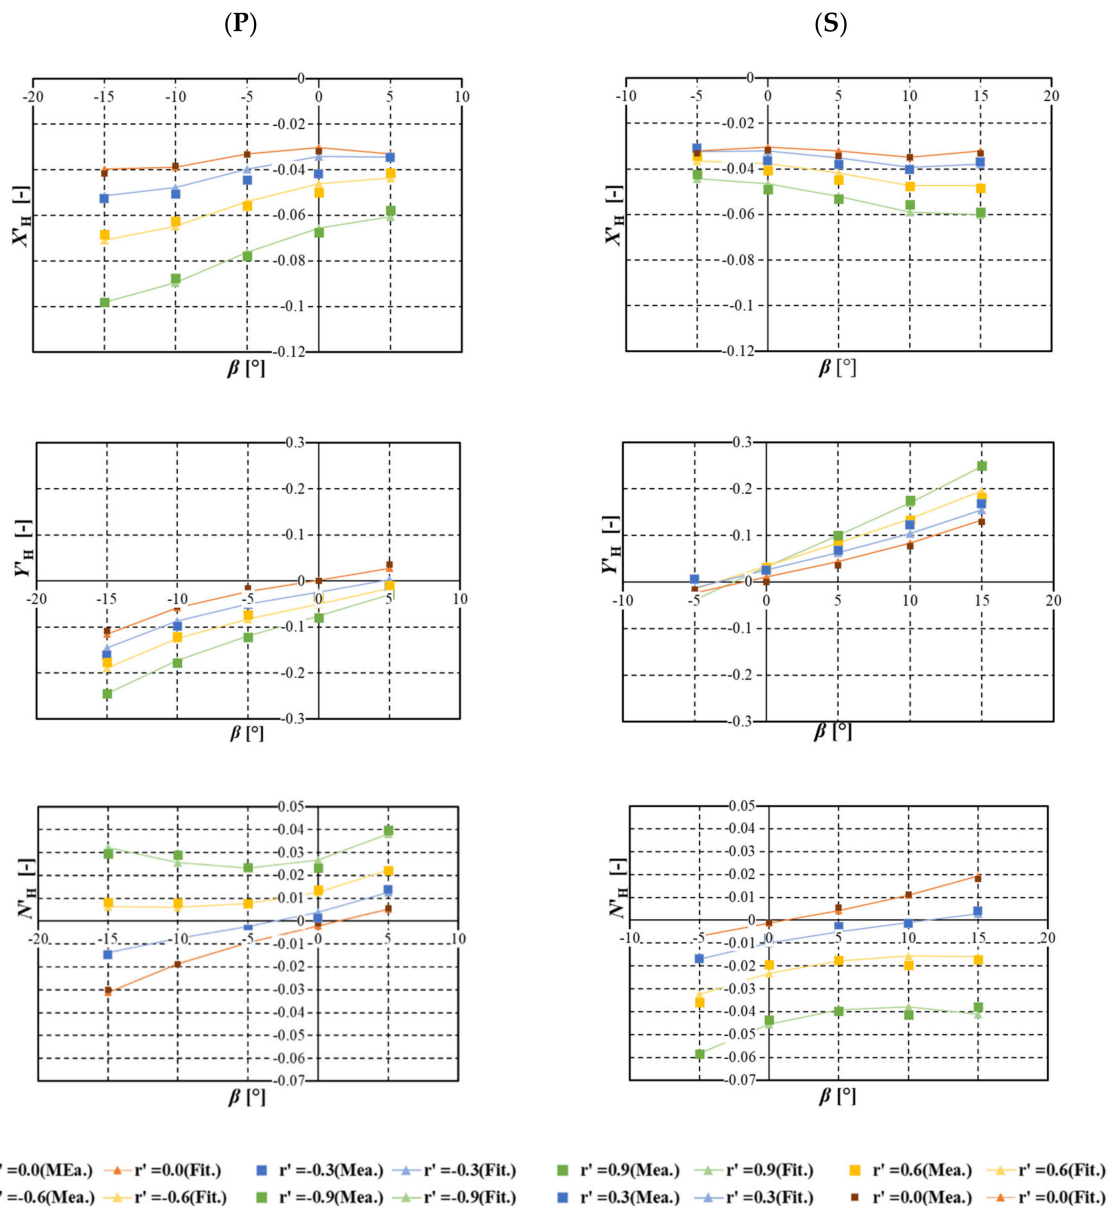 (P)
(S)
0
-20 -15 -10 -5 0 5 10
-0.02
-0.04
-0.06
-0.08
-0.1
-0.12
X'H [-]
β [°]
0
-10 -5 0 5 10 15 20
-0.02
-0.04
-0.06
-0.08
-0.1
-0.12
X'H [-]
β [°]
0.3
0.2
0.1
0
-20 -15 -10 -5 0 5 10
-0.1
-0.2
-0.3
Y'H [-]
β [°]
0.3
0.2
0.1
0
-10 -5 0 5 10 15 20
-0.1
-0.2
-0.3
Y'H [-]
β [°]
0.05
0.04
0.03
0.02
0.01
0
-20 -15 -10 -5 0 5 10
-0.01
-0.02
-0.03
-0.04
-0.05
-0.06
-0.07
N'H [-]
β [°]
0.05
0.04
0.03
0.02
0.01
0
-10 -5 0 5 10 15 20
-0.01
-0.02
-0.03
-0.04
-0.05
-0.06
-0.07
N'H [-]
β [°]
' =0.0(MEa.) r' =0.0(Fit.) r' =-0.3(Mea.) r' =-0.3(Fit.) r' =0.9(Mea.) r' =0.9(Fit.) r' =0.6(Mea.) r' =0.6(Fit.)
' =-0.6(Mea.) r' =-0.6(Fit.) r' =-0.9(Mea.) r' =-0.9(Fit.) r' =0.3(Mea.) r' =0.3(Fit.) r' =0.0(Mea.) r' =0.0(Fit.)